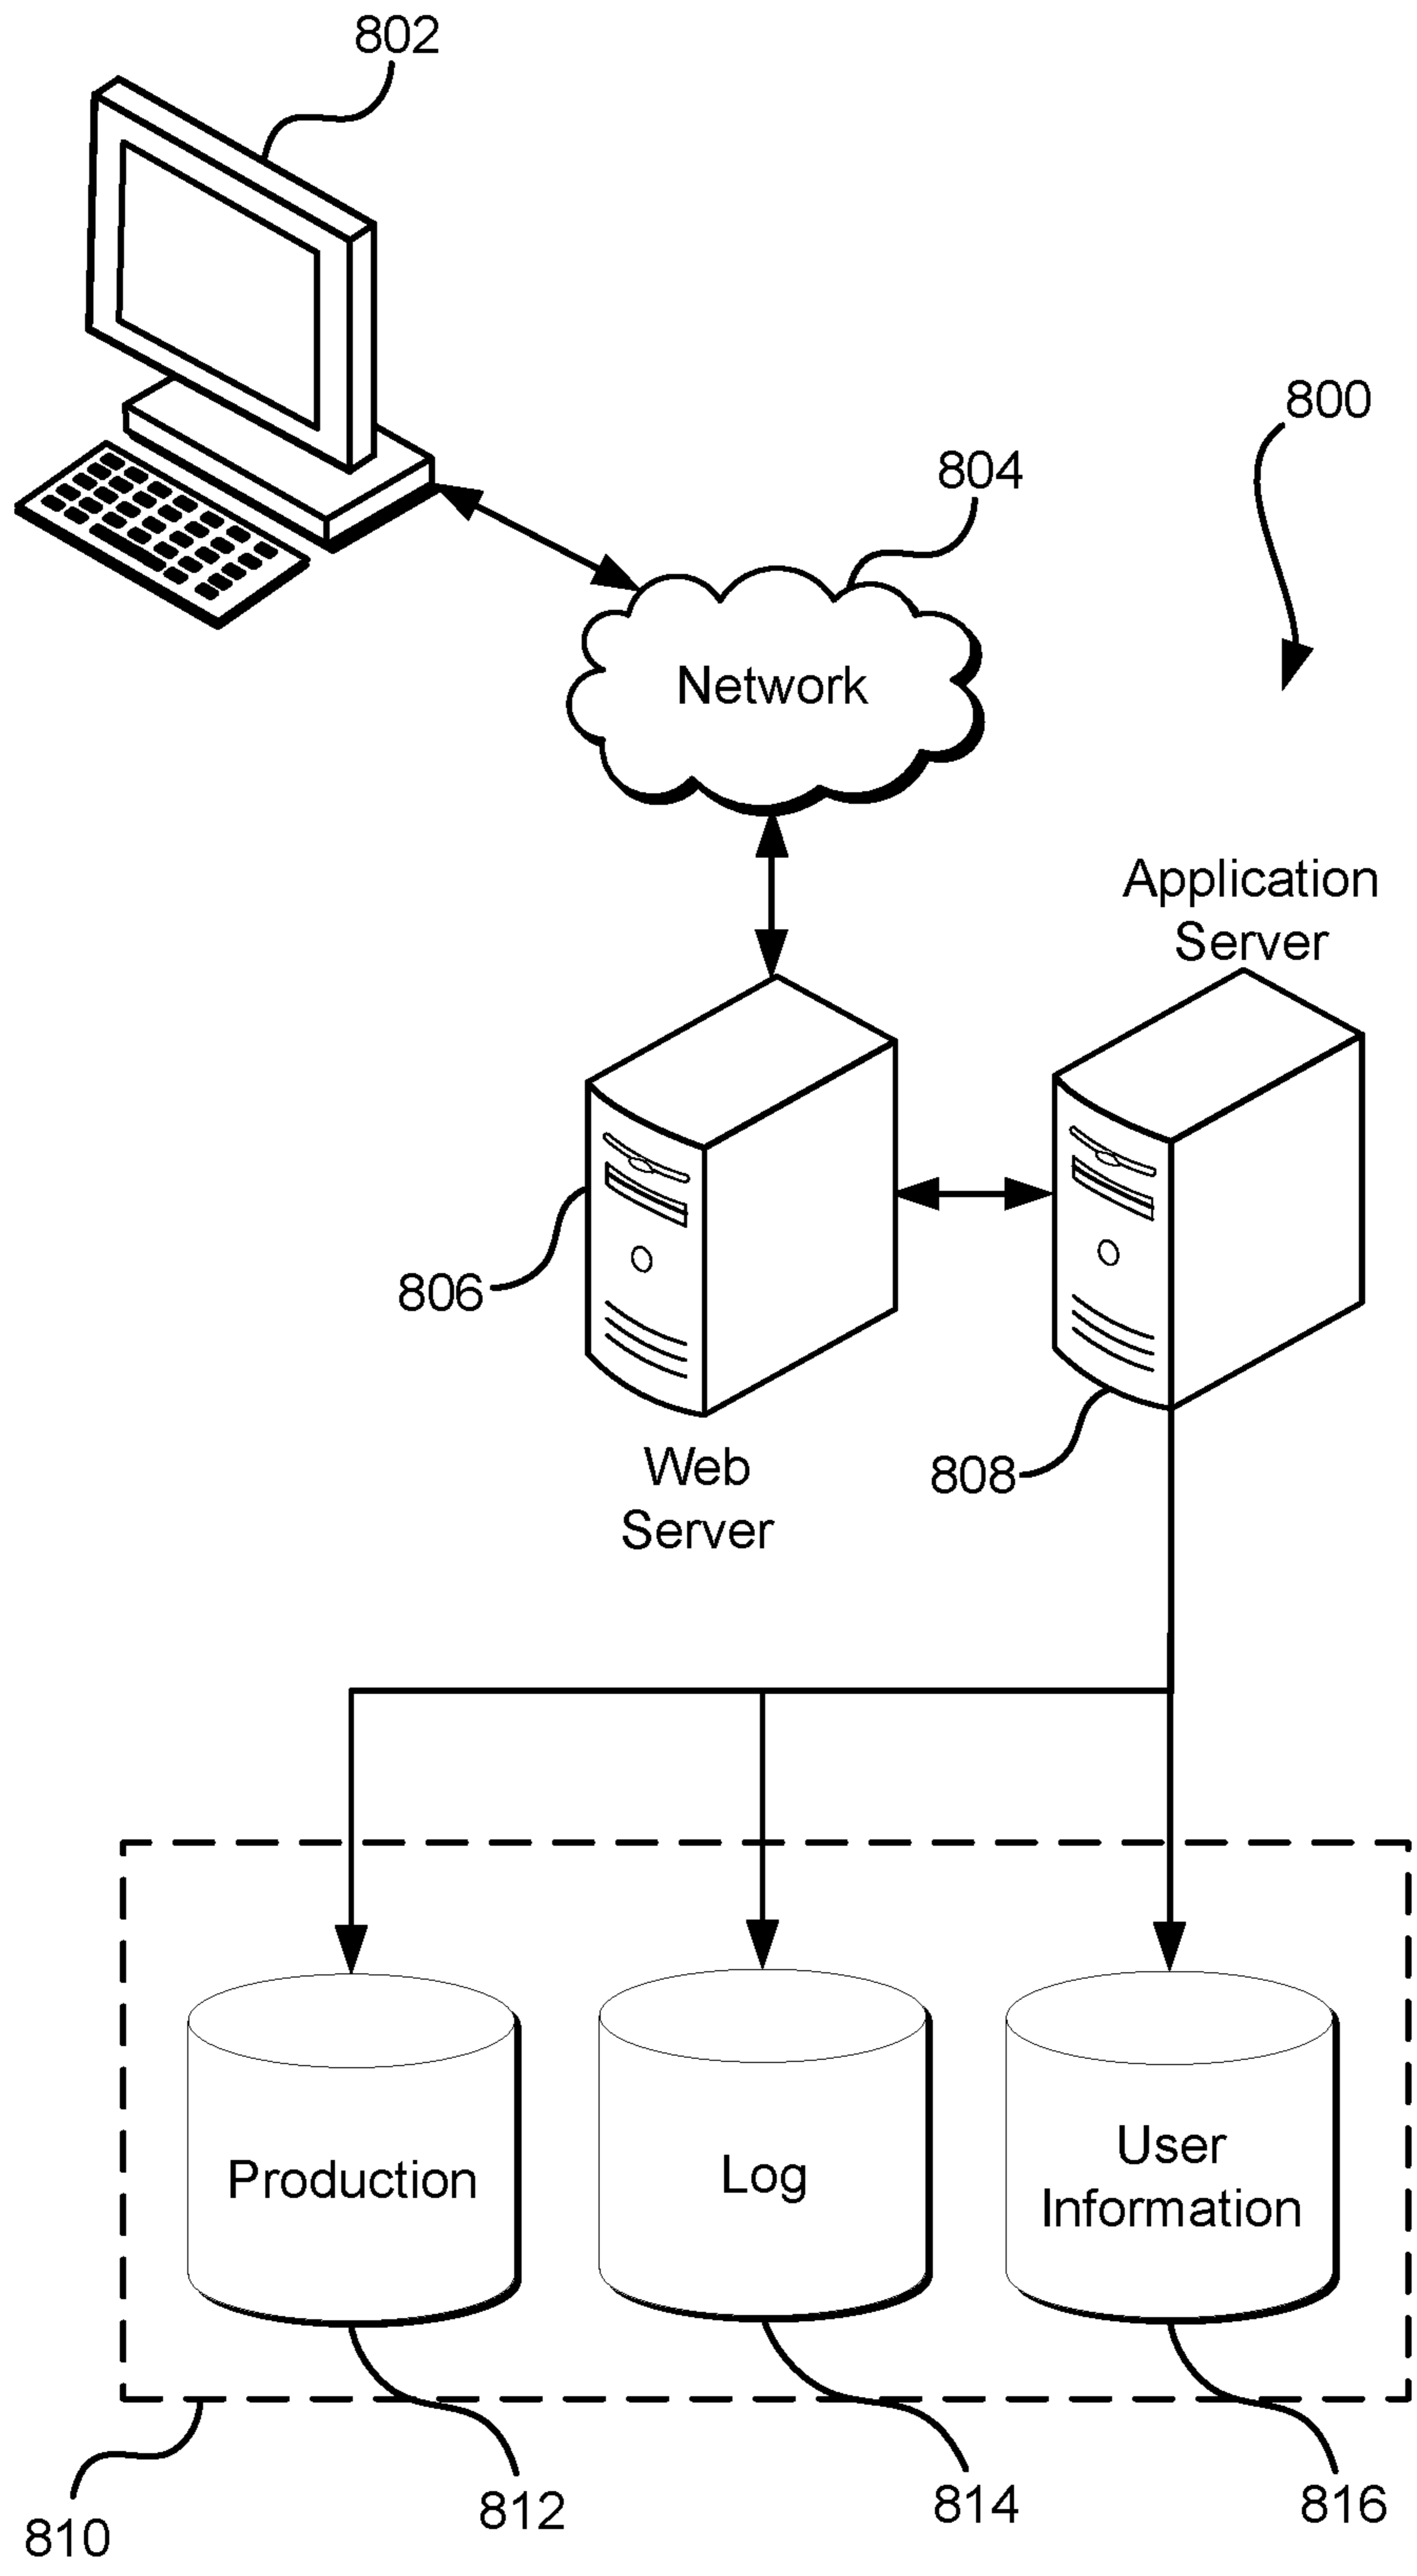 802
800
804
Network
Application
Server
806
808
Web
Server
Production
Log
User
Information
810
812
814
816